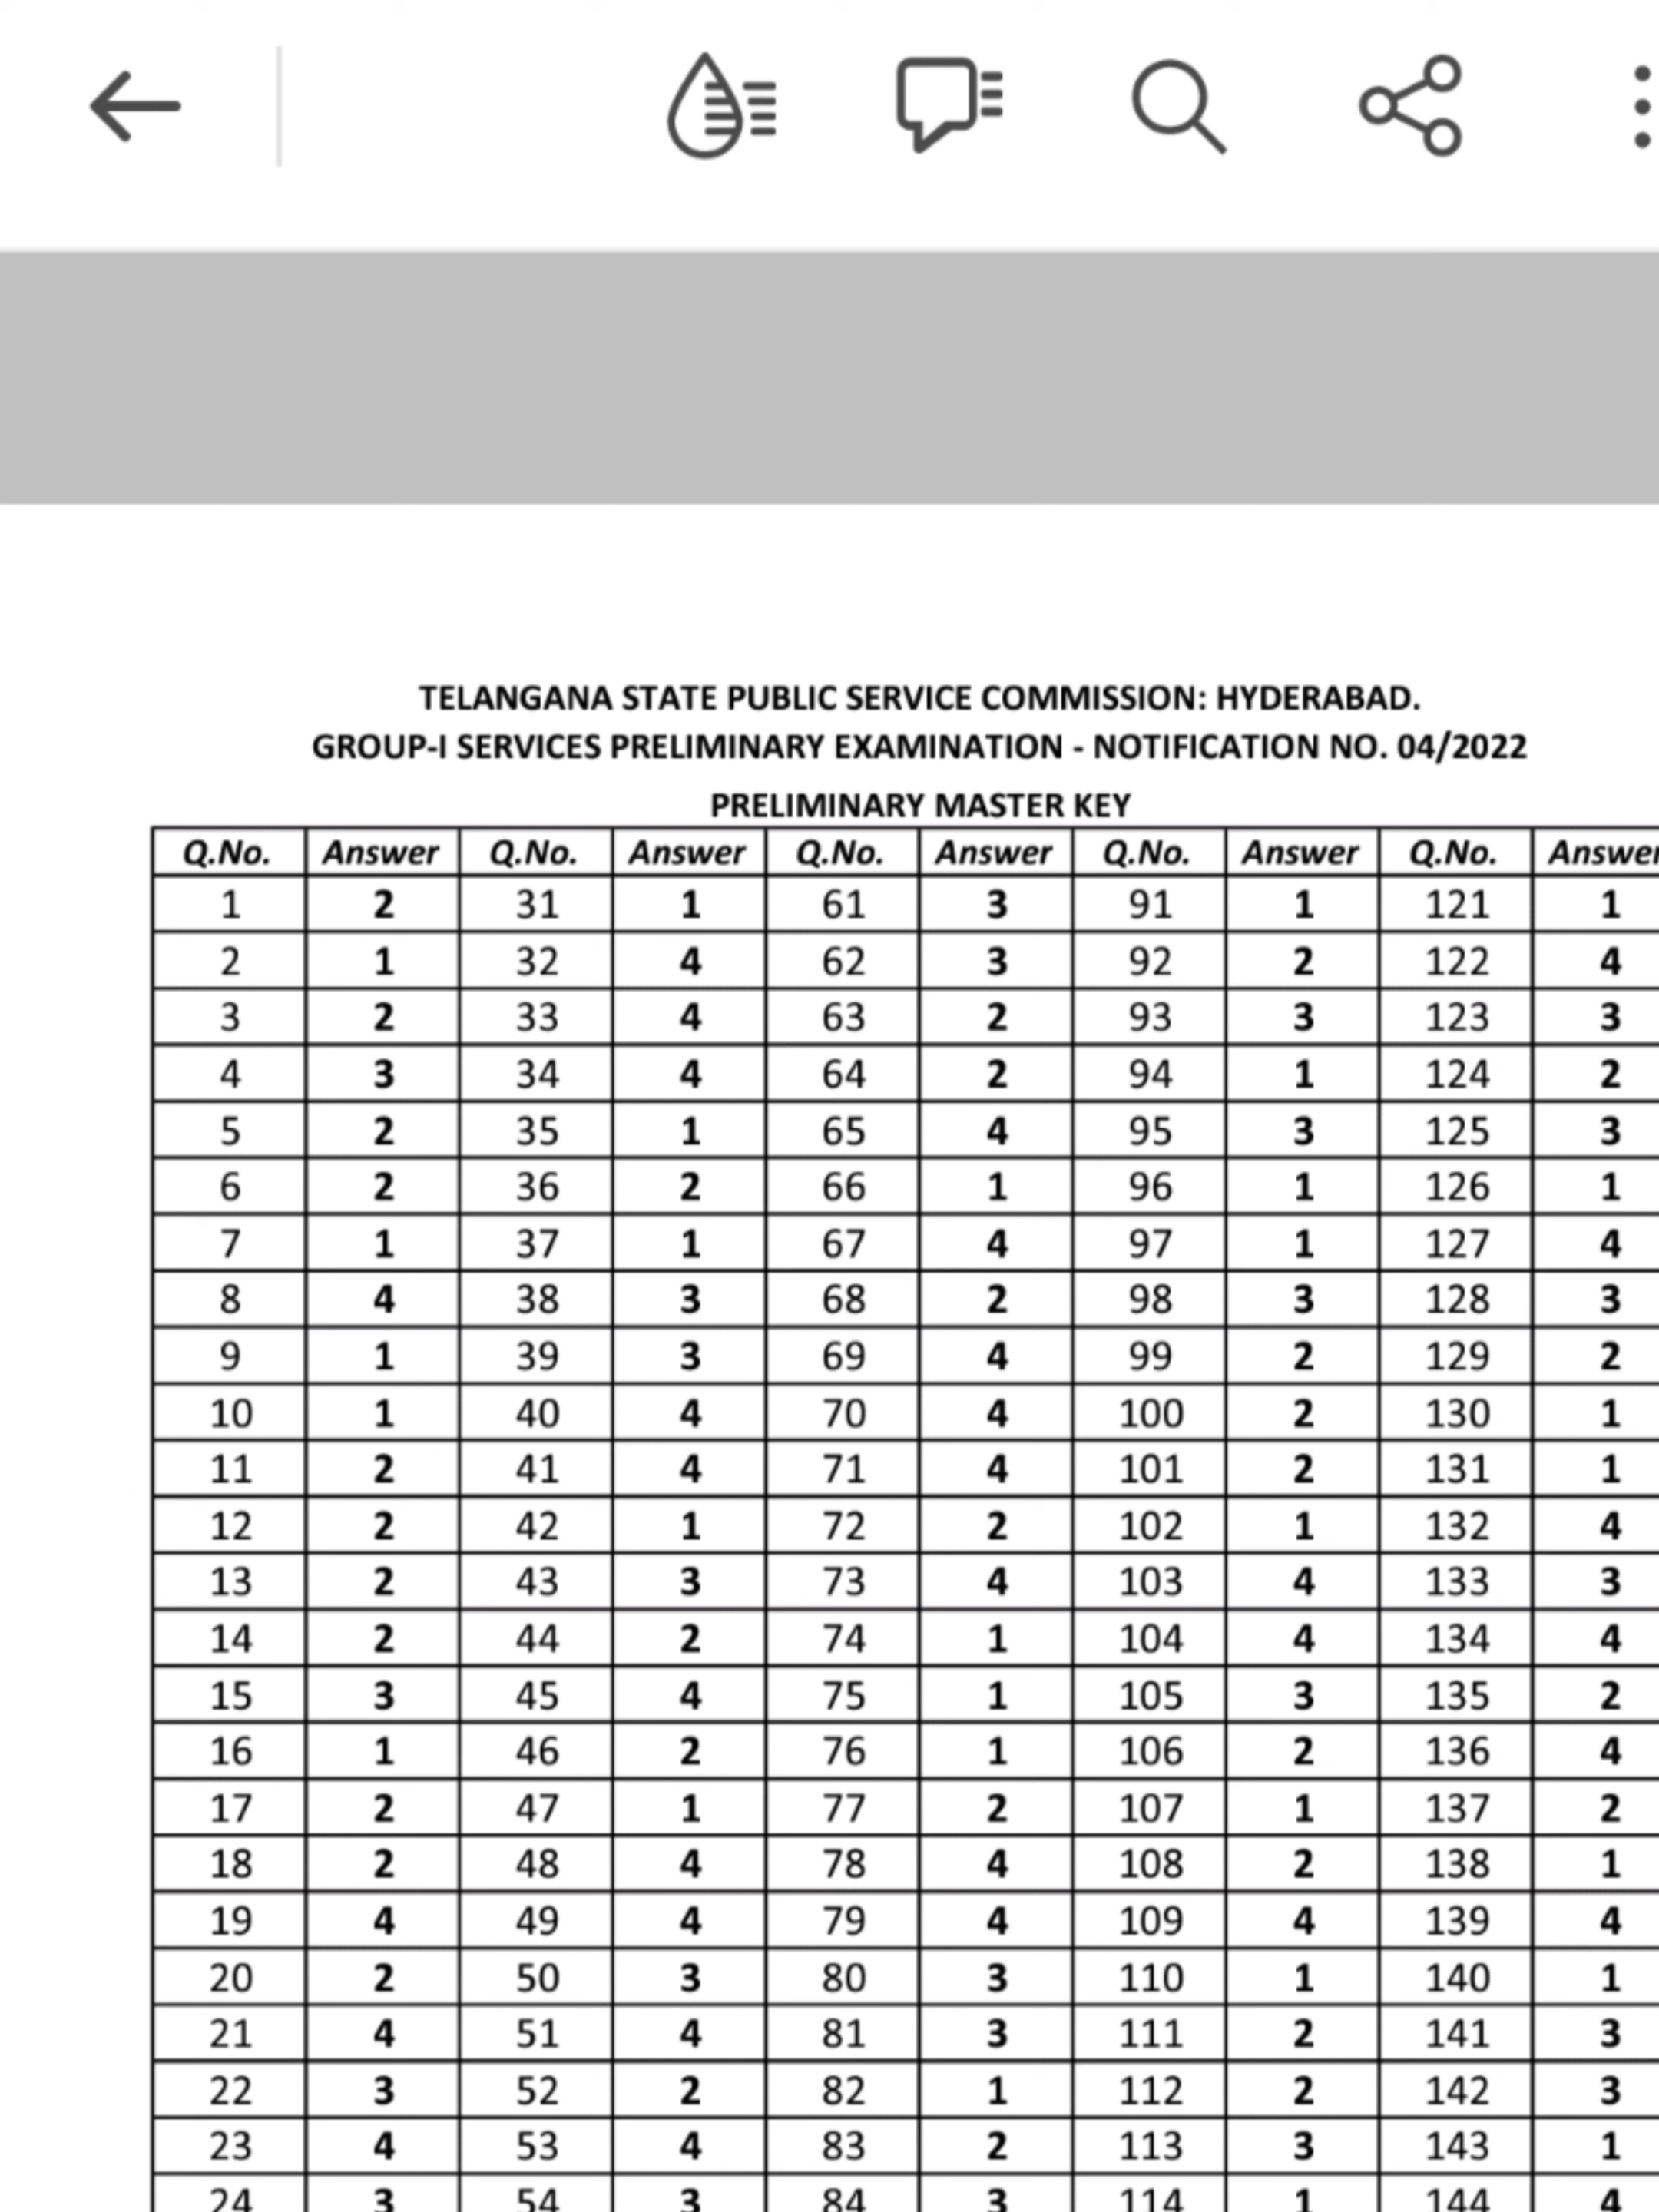 TELANGANA STATE PUBLIC SERVICE COMMISSION: HYDERABAD.
GROUP-I SERVICES PRELIMINARY EXAMINATION - NOTIFICATION NO. 04/2022
PRELIMINARY MASTER KEY
Q.No. Answer Q.No. Answer Q.No. Answer Q.No. Answer Q.No. Answer
1 2 31 1 61 3 91 1 121 1
2 1 32 4 62 3 92 2 122 4
3 2 33 4 63 2 93 3 123 3
4 3 34 4 64 2 94 1 124 2
5 2 35 1 65 4 95 3 125 3
6 2 36 2 66 1 96 1 126 1
7 1 37 1 67 4 97 1 127 4
8 4 38 3 68 2 98 3 128 3
9 1 39 3 69 4 99 2 129 2
10 1 40 4 70 4 100 2 130 1
11 2 41 4 71 4 101 2 131 1
12 2 42 1 72 2 102 1 132 4
13 2 43 3 73 4 103 4 133 3
14 2 44 2 74 1 104 4 134 4
15 3 45 4 75 1 105 3 135 2
16 1 46 2 76 1 106 2 136 4
17 2 47 1 77 2 107 1 137 2
18 2 48 4 78 4 108 2 138 1
19 4 49 4 79 4 109 4 139 4
20 2 50 3 80 3 110 1 140 1
21 4 51 4 81 3 111 2 141 3
22 3 52 2 82 1 112 2 142 3
23 4 53 4 83 2 113 3 143 1
24 3 54 3 84 3 114 1 144 4